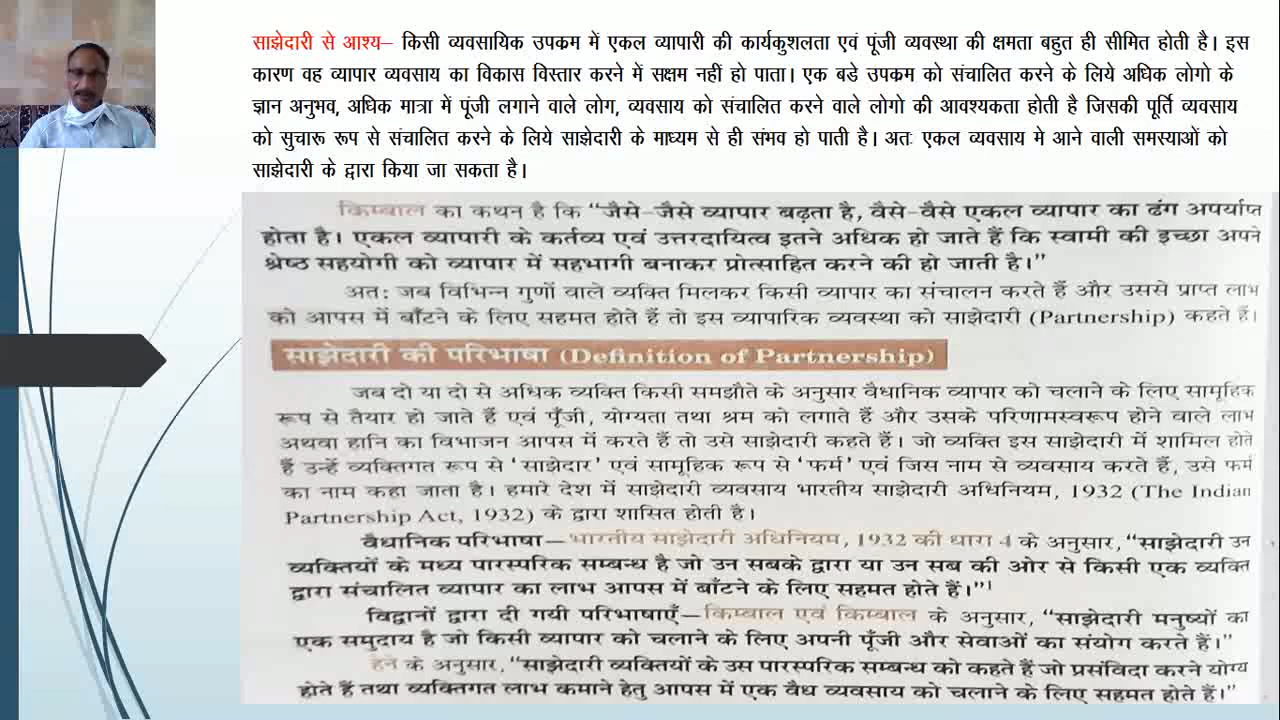 साझेदारी से आश्य– किसी व्यवसायिक उपक्रम में एकल व्यापारी की कार्यकुशलता एवं पूंजी व्यवस्था की क्षमता बहुत ही सीमित होती है। इस
कारण वह व्यापार व्यवसाय का विकास विस्तार करने में सक्षम नहीं हो पाता। एक बडे उपक्रम को संचालित करने के लिये अधिक लोगो के
ज्ञान अनुभव, अधिक मात्रा में पूंजी लगाने वाले लोग, व्यवसाय को संचालित करने वाले लोगो की आवश्यकता होती है जिसकी पूर्ति व्यवसाय
को सुचारू रूप से संचालित करने के लिये साझेदारी के माध्यम से ही संभव हो पाती है। अतः एकल व्यवसाय मे आने वाली समस्याओं को
साझेदारी के द्वारा किया जा सकता है।
किम्बाल का कथन है कि “जैसे-जैसे व्यापार बढ़ता है, वैसे-वैसे एकल व्यापार का ढंग अपर्याप्त
होता है। एकल व्यापारी के कर्तव्य एवं उत्तरदायित्व इतने अधिक हो जाते हैं कि स्वामी की इच्छा अपने
श्रेष्ठ सहयोगी को व्यापार में सहभागी बनाकर प्रोत्साहित करने की हो जाती है।”
अतः जब विभिन्न गुणों वाले व्यक्ति मिलकर किसी व्यापार का संचालन करते हैं और उससे प्राप्त लाभ
को आपस में बाँटने के लिए सहमत होते हैं तो इस व्यापारिक व्यवस्था को साझेदारी (Partnership) कहते हैं।
साझेदारी की परिभाषा (Definition of Partnership)
जब दो या दो से अधिक व्यक्ति किसी समझौते के अनुसार वैधानिक व्यापार को चलाने के लिए सामूहिक
रूप से तैयार हो जाते हैं एवं पूँजी, योग्यता तथा श्रम को लगाते हैं और उसके परिणामस्वरूप होने वाले लाभ
अथवा हानि का विभाजन आपस में करते हैं तो उसे साझेदारी कहते हैं। जो व्यक्ति इस साझेदारी में शामिल होते
हैं उन्हें व्यक्तिगत रूप से ‘साझेदार’ एवं सामूहिक रूप से ‘फर्म’ एवं जिस नाम से व्यवसाय करते हैं, उसे फर्म
का नाम कहा जाता है। हमारे देश में साझेदारी व्यवसाय भारतीय साझेदारी अधिनियम, 1932 (The Indian
Partnership Act, 1932) के द्वारा शासित होती है।
वैधानिक परिभाषा—भारतीय साझेदारी अधिनियम, 1932 की धारा 4 के अनुसार, “साझेदारी उन
व्यक्तियों के मध्य पारस्परिक सम्बन्ध है जो उन सबके द्वारा या उन सब की ओर से किसी एक व्यक्ति
द्वारा संचालित व्यापार का लाभ आपस में बाँटने के लिए सहमत होते हैं।”¹
विद्वानों द्वारा दी गयी परिभाषाएँ—किम्बाल एवं किम्बाल के अनुसार, “साझेदारी मनुष्यों का
एक समुदाय है जो किसी व्यापार को चलाने के लिए अपनी पूँजी और सेवाओं का संयोग करते हैं।”
हेने के अनुसार, “साझेदारी व्यक्तियों के उस पारस्परिक सम्बन्ध को कहते हैं जो प्रसंविदा करने योग्य
होते हैं तथा व्यक्तिगत लाभ कमाने हेतु आपस में एक वैध व्यवसाय को चलाने के लिए सहमत होते हैं।”